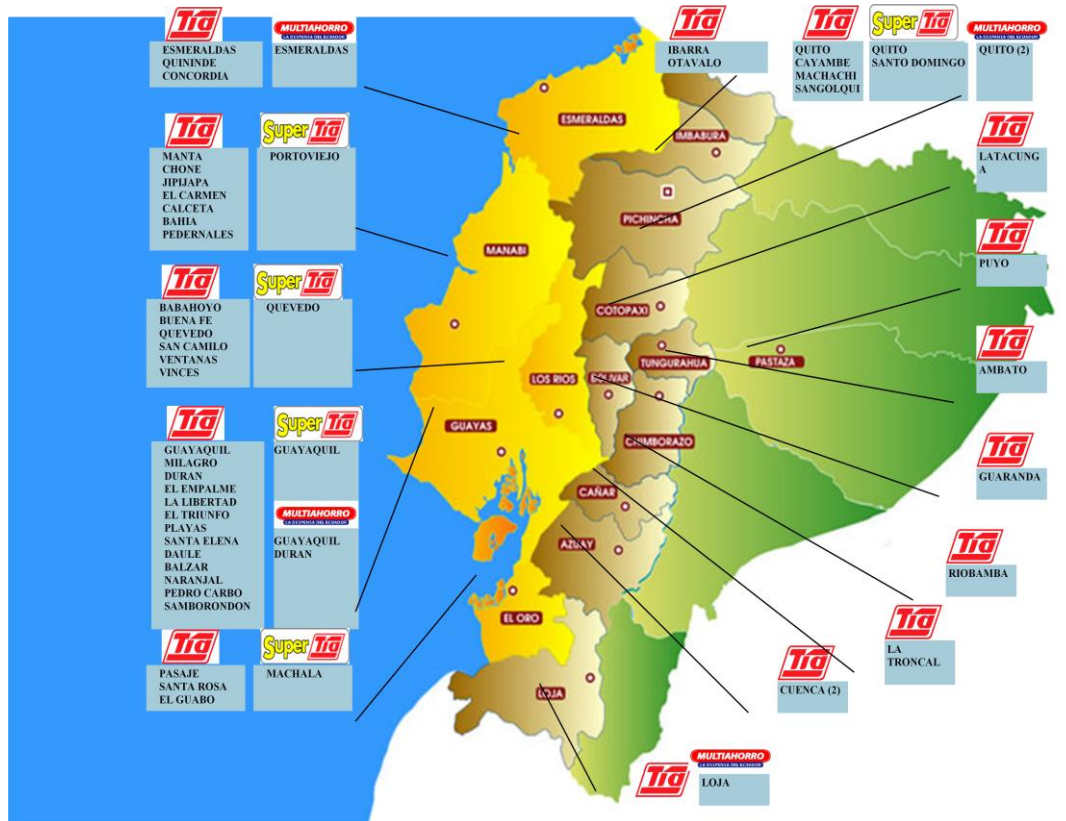 Tía
MULTIAHORRO
LA DESPENSA DEL ECUADOR
ESMERALDAS
QUININDE
CONCORDIA
ESMERALDAS
Tía
IBARRA
OTAVALO
Tía
Super Tía
MULTIAHORRO
LA DESPENSA DEL ECUADOR
QUITO
CAYAMBE
MACHACHI
SANGOLQUI
QUITO
SANTO DOMINGO
QUITO (2)
Tía
Super Tía
MANTA
CHONE
JIPIJAPA
EL CARMEN
CALCETA
BAHIA
PEDERNALES
PORTOVIEJO
Tía
LATACUNG
A
Tía
PUYO
Tía
Super Tía
BABAHOYO
BUENA FE
QUEVEDO
SAN CAMILO
VENTANAS
VINCES
QUEVEDO
Tía
AMBATO
Tía
Super Tía
GUAYAQUIL
MILAGRO
DURAN
EL EMPALME
LA LIBERTAD
EL TRIUNFO
PLAYAS
SANTA ELENA
DAULE
BALZAR
NARANJAL
PEDRO CARBO
SAMBORONDON
GUAYAQUIL
MULTIAHORRO
LA DESPENSA DEL ECUADOR
GUAYAQUIL
DURAN
Tía
GUARANDA
Tía
RIOBAMBA
Tía
LA
TRONCAL
Tía
CUENCA (2)
Tía
Super Tía
PASAJE
SANTA ROSA
EL GUABO
MACHALA
Tía
MULTIAHORRO
LA DESPENSA DEL ECUADOR
LOJA
ESMERALDAS
IMBABURA
PICHINCHA
MANABI
COTOPAXI
TUNGURAHUA
PASTAZA
LOS RIOS
BOLIVAR
GUAYAS
CHIMBORAZO
CAÑAR
AZUAY
EL ORO
LOJA